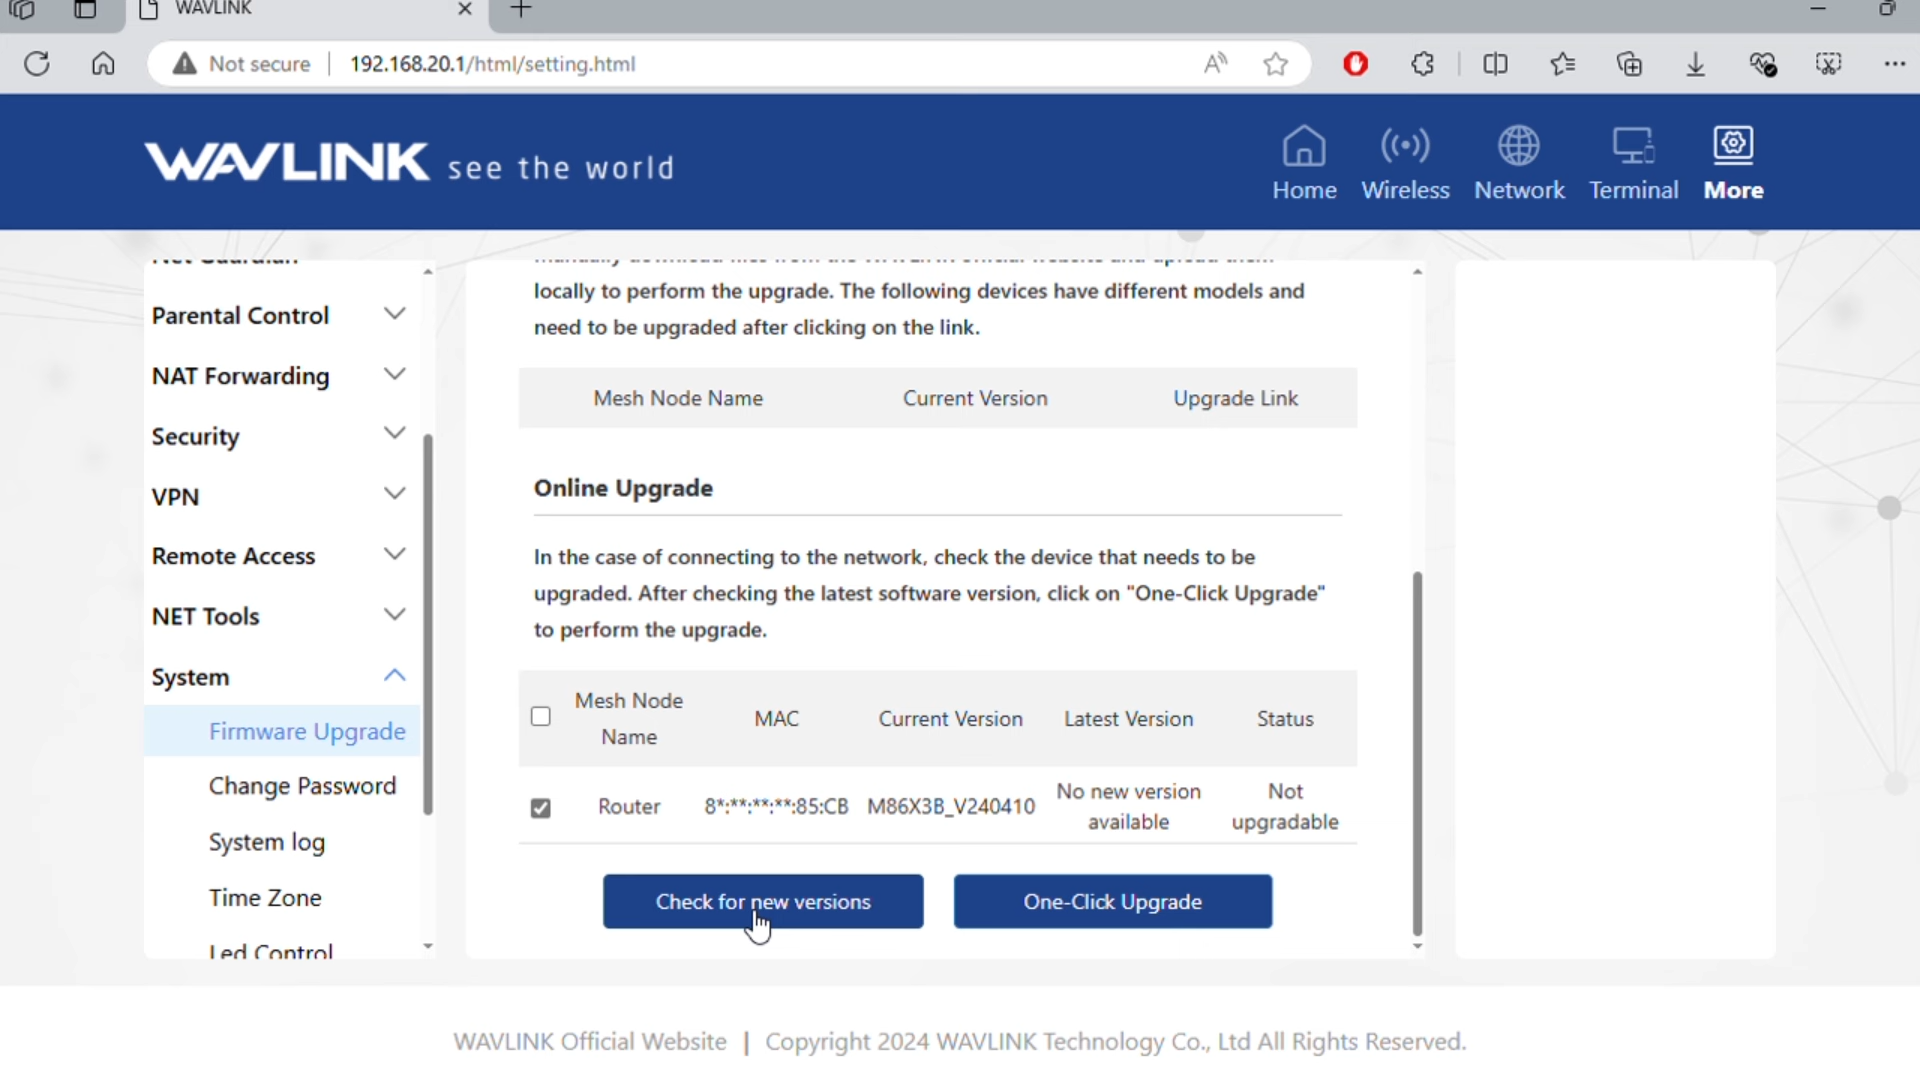 WAVLINK
Not secure
192.168.20.1/html/setting.html
WAVLINK see the world
Home
Wireless
Network
Terminal
More
Parental Control
NAT Forwarding
Security
VPN
Remote Access
NET Tools
System
Firmware Upgrade
Change Password
System log
Time Zone
Led Control
locally to perform the upgrade. The following devices have different models and
need to be upgraded after clicking on the link.
Mesh Node Name Current Version Upgrade Link
Online Upgrade
In the case of connecting to the network, check the device that needs to be
upgraded. After checking the latest software version, click on "One-Click Upgrade"
to perform the upgrade.
Mesh Node
Name
MAC
Current Version
Latest Version
Status
Router
8*:**:**:**:85:CB
M86X3B_V240410
No new version
available
Not
upgradable
Check for new versions
One-Click Upgrade
WAVLINK Official Website | Copyright 2024 WAVLINK Technology Co., Ltd All Rights Reserved.